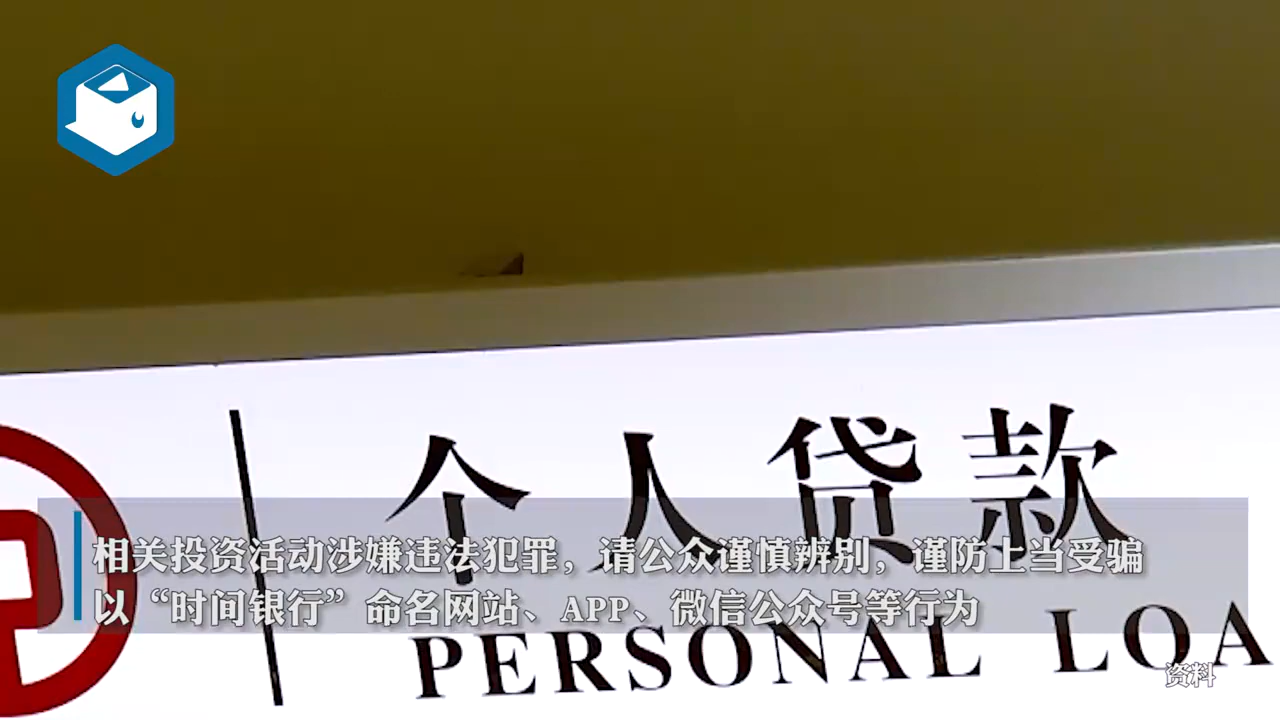 个人贷款
相关投资活动涉嫌违法犯罪，请公众谨慎辨别，谨防上当受骗
以“时间银行”命名网站、APP、微信公众号等行为
PERSONAL LOA
资料